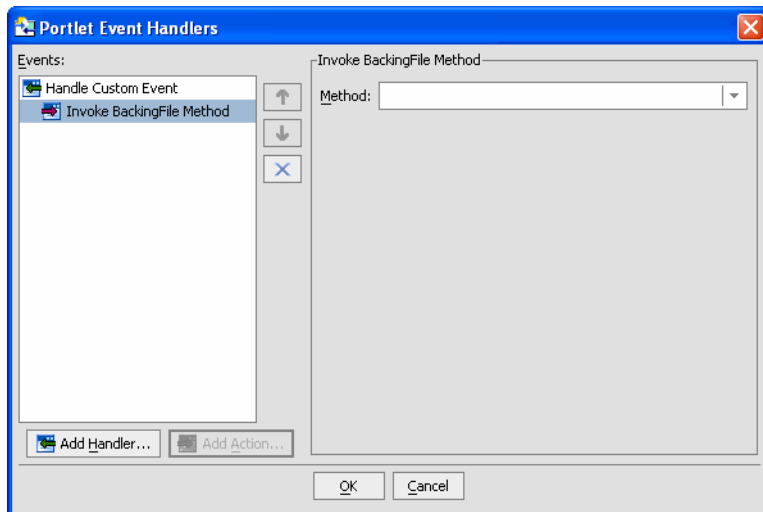 Portlet Event Handlers
Events:
Handle Custom Event
Invoke BackingFile Method
Add Handler...
Add Action...
Invoke BackingFile Method
Method:
OK
Cancel